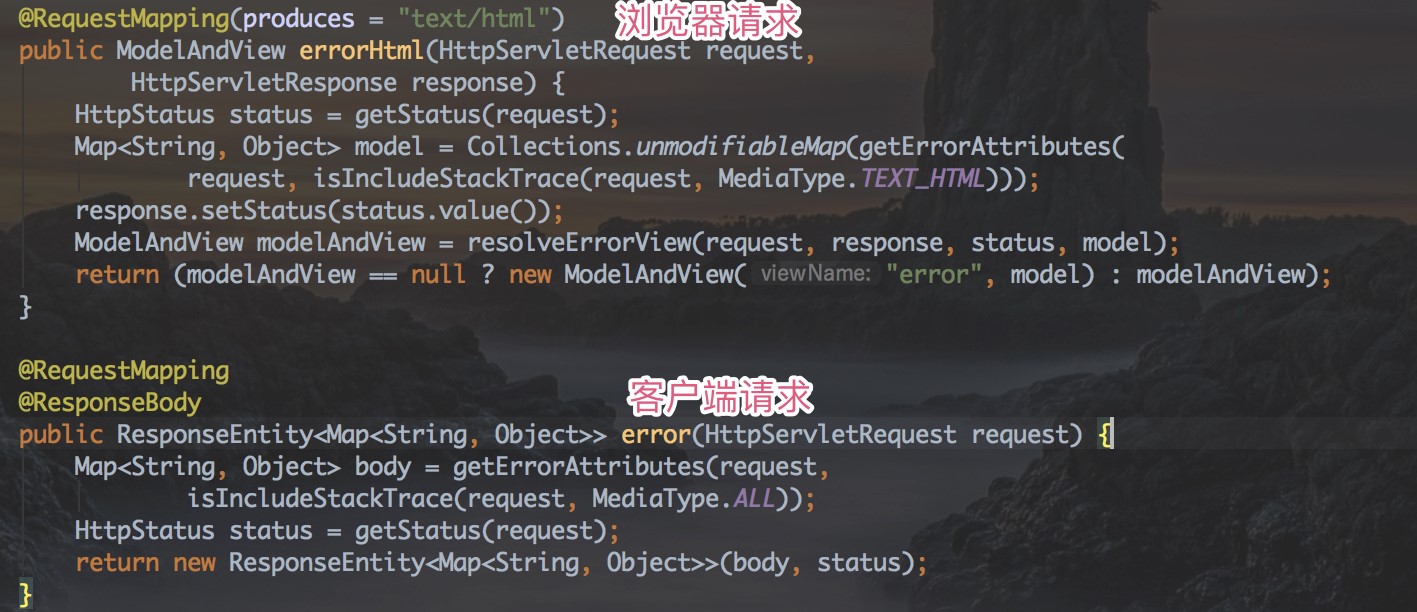 @RequestMapping(produces = "text/html") 浏览器请求
public ModelAndView errorHtml(HttpServletRequest request,
        HttpServletResponse response) {
    HttpStatus status = getStatus(request);
    Map<String, Object> model = Collections.unmodifiableMap(getErrorAttributes(
            request, isIncludeStackTrace(request, MediaType.TEXT_HTML)));
    response.setStatus(status.value());
    ModelAndView modelAndView = resolveErrorView(request, response, status, model);
    return (modelAndView == null ? new ModelAndView( viewName: "error", model) : modelAndView);
}
@RequestMapping
@ResponseBody 客户端请求
public ResponseEntity<Map<String, Object>> error(HttpServletRequest request) {
    Map<String, Object> body = getErrorAttributes(request,
            isIncludeStackTrace(request, MediaType.ALL));
    HttpStatus status = getStatus(request);
    return new ResponseEntity<Map<String, Object>>(body, status);
}